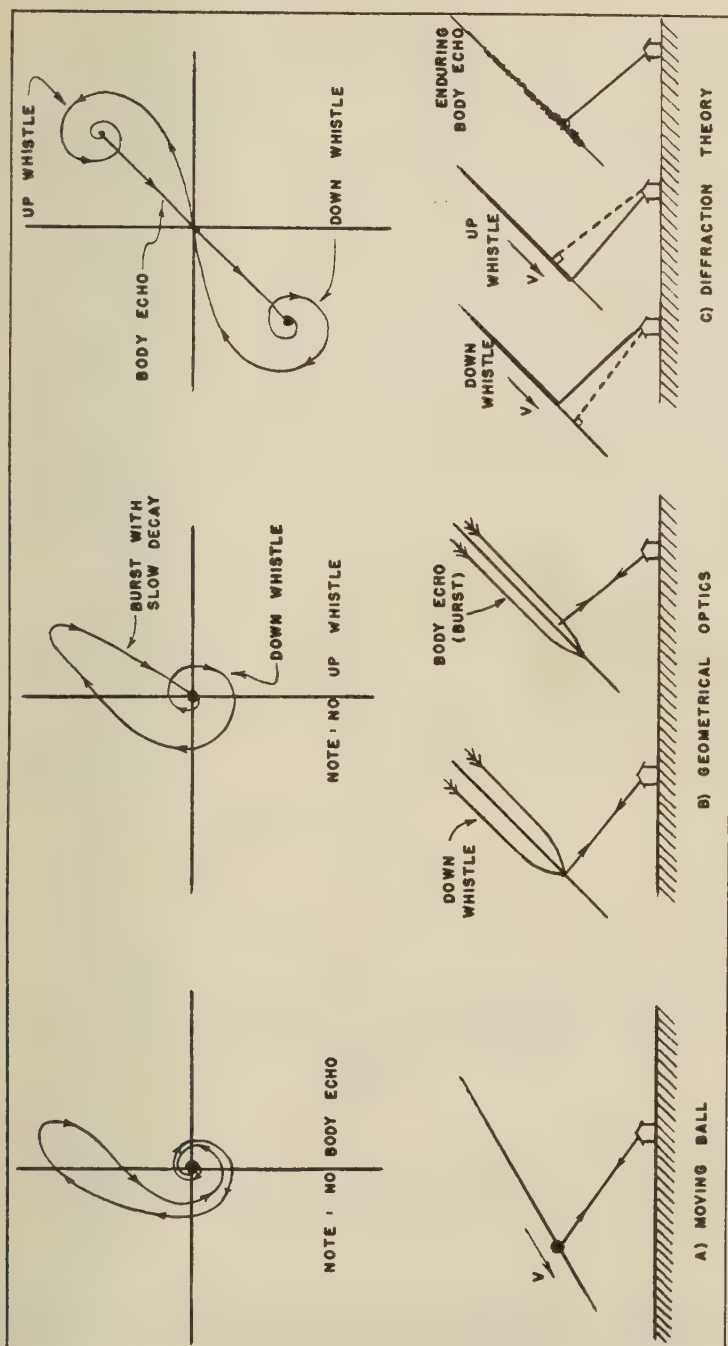 NOTE: NO BODY ECHO
V
A) MOVING BALL
BURST WITH
SLOW DECAY
DOWN WHISTLE
NOTE: NO UP WHISTLE
DOWN
WHISTLE
BODY ECHO
(BURST)
B) GEOMETRICAL OPTICS
UP WHISTLE
BODY ECHO
DOWN WHISTLE
DOWN
WHISTLE
V
UP
WHISTLE
V
ENDURING
BODY ECHO
C) DIFFRACTION THEORY